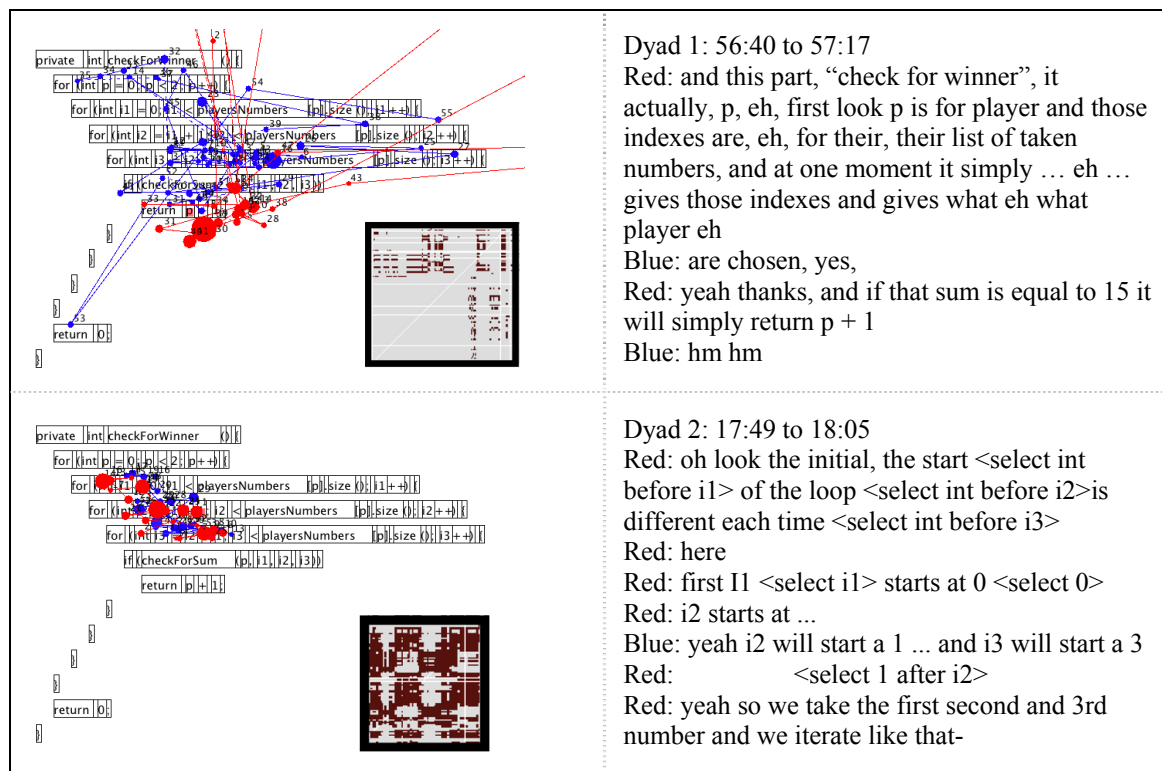 private int checkForWinner () {
for (int p = 0; p < 2; p++) {
for (int i1 = 0; i1 < playersNumbers [p].size (); i1++) {
for (int i2 = i1 + 1; i2 < playersNumbers [p].size (); i2++) {
for (int i3 playersNumbers [p].size (); i3++) {
if (checkForSum i1, i2, i3))
return p
}
}
}
}
return 0;
}
Dyad 1: 56:40 to 57:17
Red: and this part, “check for winner”, it
actually, p, eh, first look p is for player and those
indexes are, eh, for their, their list of taken
numbers, and at one moment it simply … eh …
gives those indexes and gives what eh what
player eh
Blue: are chosen, yes,
Red: yeah thanks, and if that sum is equal to 15 it
will simply return p + 1
Blue: hm hm
private int checkForWinner () {
for (int p = 0; p < 2; p++) {
for ( i1 < playersNumbers [p].size (); i1++) {
for ( i2 < playersNumbers [p].size (); i2++) {
for (int i3 i3 < playersNumbers [p].size (); i3++) {
if (checkForSum (p, i1, i2, i3))
return p + 1;
}
}
}
}
return 0;
}
Dyad 2: 17:49 to 18:05
Red: oh look the initial, the start <select int
before i1> of the loop <select int before i2>is
different each time <select int before i3>
Red: here
Red: first I1 <select i1> starts at 0 <select 0>
Red: i2 starts at ...
Blue: yeah i2 will start a 1 ... and i3 will start a 3
Red: <select 1 after i2>
Red: yeah so we take the first second and 3rd
number and we iterate like that-